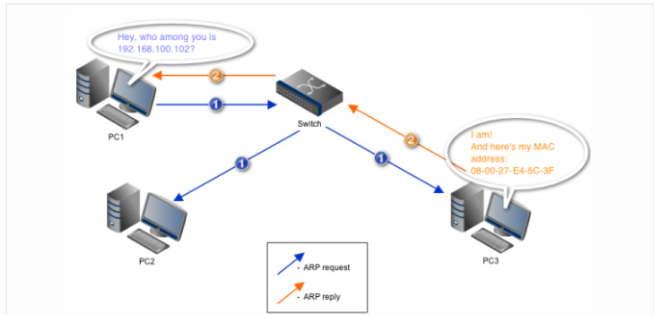 Hey, who among you is
192.168.100.102?
2
1
PC1
Switch
2
I am!
And here's my MAC
address:
08-00-27-E4-5C-3F
1
1
PC2
PC3
- ARP request
- ARP reply